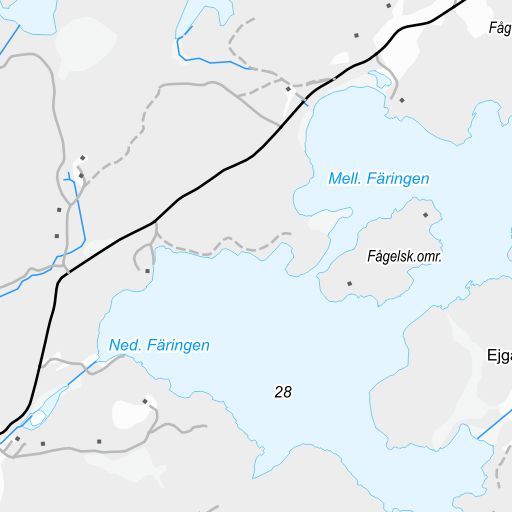 Fåg
Mell. Färingen
Fågelsk.omr.
Ned. Färingen
Ejga
28